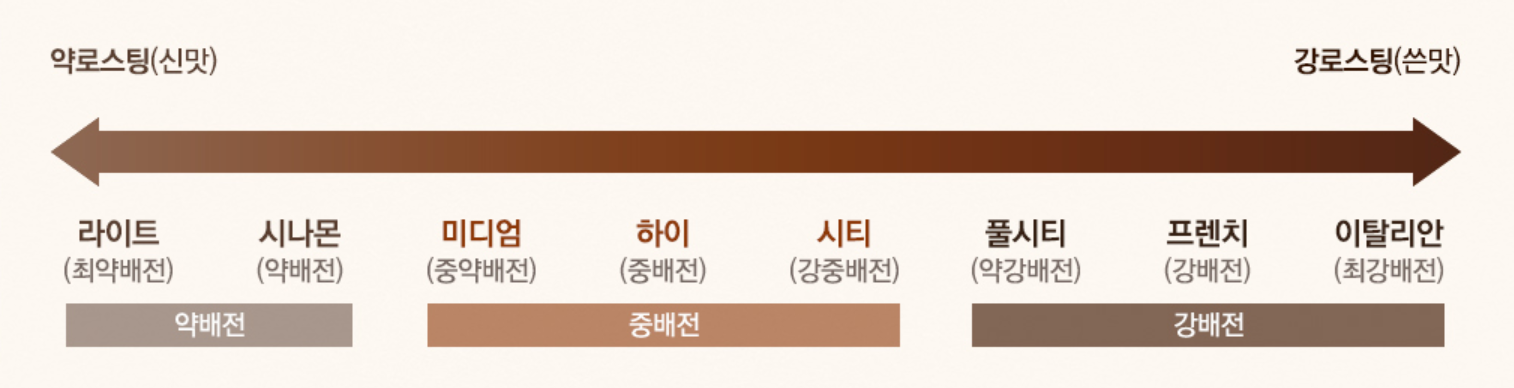 약로스팅(신맛) 강로스팅(쓴맛)
라이트 시나몬 미디엄 하이 시티 풀시티 프렌치 이탈리안
(최약배전) (약배전) (중약배전) (중배전) (강중배전) (약강배전) (강배전) (최강배전)
약배전 중배전 강배전